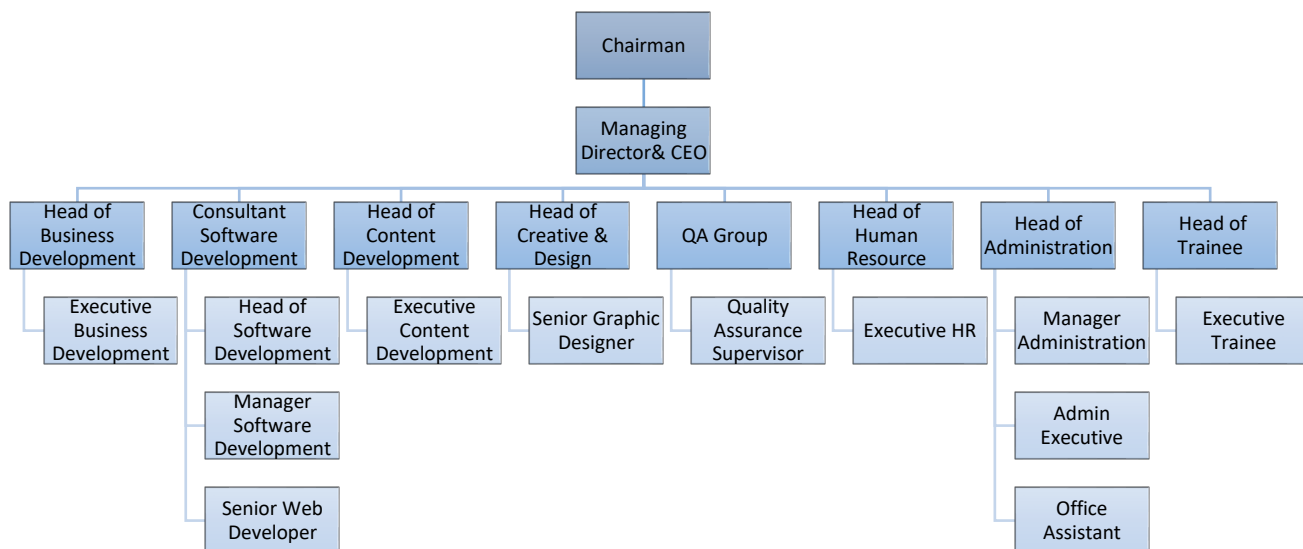 Chairman
Managing
Director& CEO
Head of
Business
Development
Consultant
Software
Development
Head of
Content
Development
Head of
Creative &
Design
QA Group
Head of
Human
Resource
Head of
Administration
Head of
Trainee
Executive
Business
Development
Head of
Software
Development
Executive
Content
Development
Senior Graphic
Designer
Quality
Assurance
Supervisor
Executive HR
Manager
Administration
Executive
Trainee
Manager
Software
Development
Admin
Executive
Senior Web
Developer
Office
Assistant